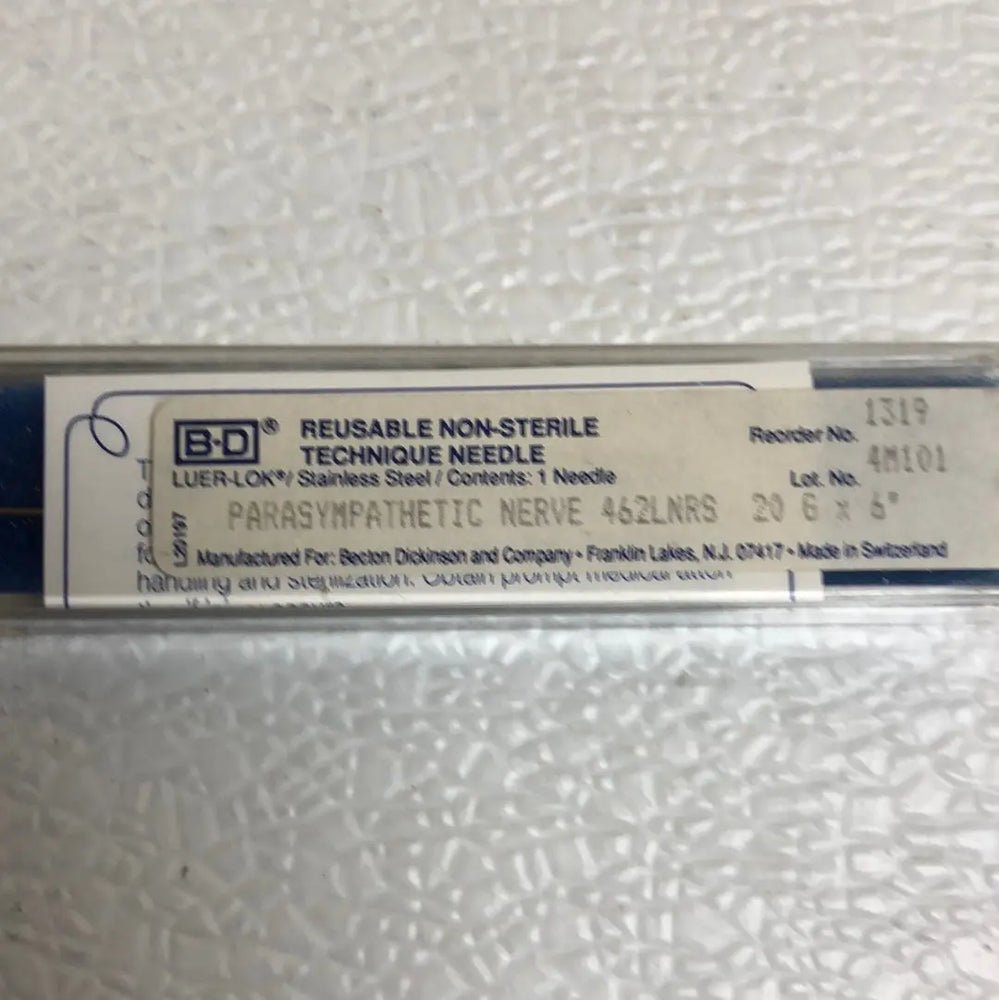 B-D® REUSABLE NON-STERILE
TECHNIQUE NEEDLE
LUER-LOK®/ Stainless Steel / Contents: 1 Needle
Reorder No. 1319
Lot. No. 4M101
PARASYMPATHETIC NERVE 462LNRS 20 G x 6"
Manufactured For: Becton Dickinson and Company • Franklin Lakes, N.J. 07417 • Made in Switzerland
handling and sterilization. Obtain prompt medical